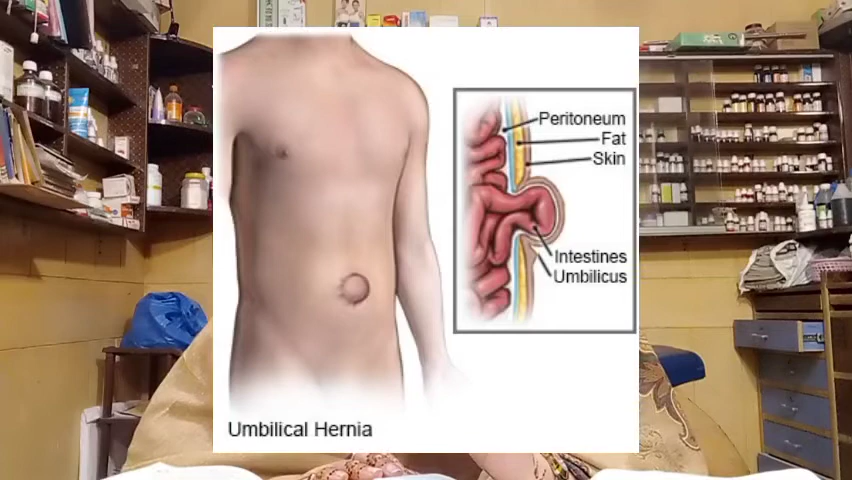 Peritoneum
Fat
Skin
Intestines
Umbilicus
Umbilical Hernia